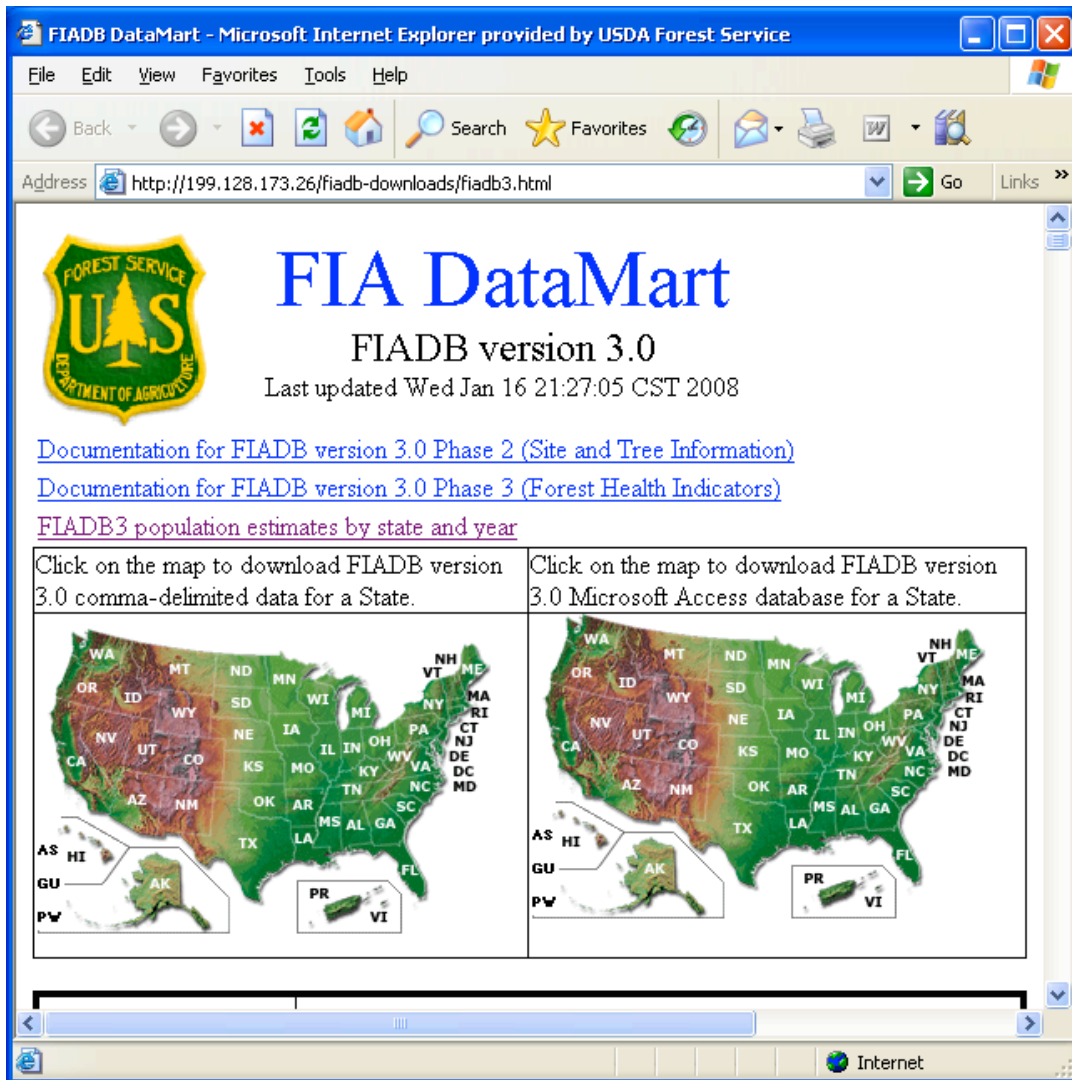 FIADB DataMart - Microsoft Internet Explorer provided by USDA Forest Service
File Edit View Favorites Tools Help
Back Search Favorites
Address http://199.128.173.26/fiadb-downloads/fiadb3.html Go Links »
FOREST SERVICE
U S
DEPARTMENT OF AGRICULTURE
FIA DataMart
FIADB version 3.0
Last updated Wed Jan 16 21:27:05 CST 2008
Documentation for FIADB version 3.0 Phase 2 (Site and Tree Information)
Documentation for FIADB version 3.0 Phase 3 (Forest Health Indicators)
FIADB3 population estimates by state and year
Click on the map to download FIADB version
3.0 comma-delimited data for a State.
WA MT ND MN NH VT ME
OR ID WY SD WI MI NY MA RI
NV UT CO NE IA IL IN OH PA CT NJ
CA KS MO KY WV VA DE DC
AZ NM OK AR TN NC MD
TX LA MS AL GA SC
AS HI FL
GU AK PR
PW VI
Click on the map to download FIADB version
3.0 Microsoft Access database for a State.
WA MT ND MN NH VT ME
OR ID WY SD WI MI NY MA RI
NV UT CO NE IA IL IN OH PA CT NJ
CA KS MO KY WV VA DE DC
AZ NM OK AR TN NC MD
TX LA MS AL GA SC
AS HI FL
GU AK PR
PW VI
Internet